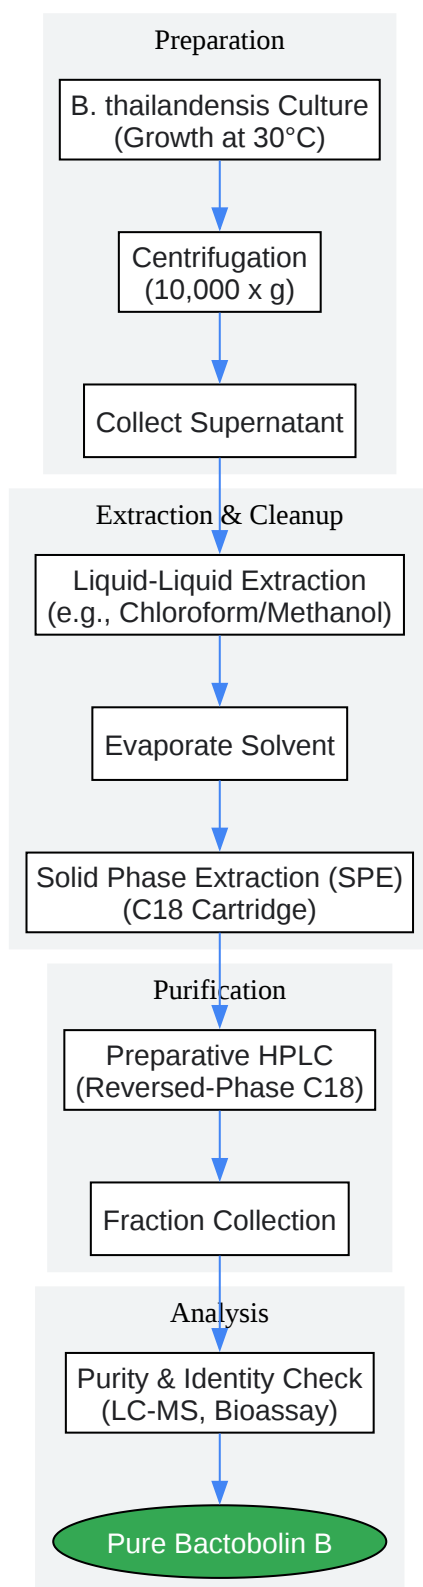 Preparation
B. thailandensis Culture
(Growth at 30°C)
Centrifugation
(10,000 x g)
Collect Supernatant
Extraction & Cleanup
Liquid-Liquid Extraction
(e.g., Chloroform/Methanol)
Evaporate Solvent
Solid Phase Extraction (SPE)
(C18 Cartridge)
Purification
Preparative HPLC
(Reversed-Phase C18)
Fraction Collection
Analysis
Purity & Identity Check
(LC-MS, Bioassay)
Pure Bactobolin B